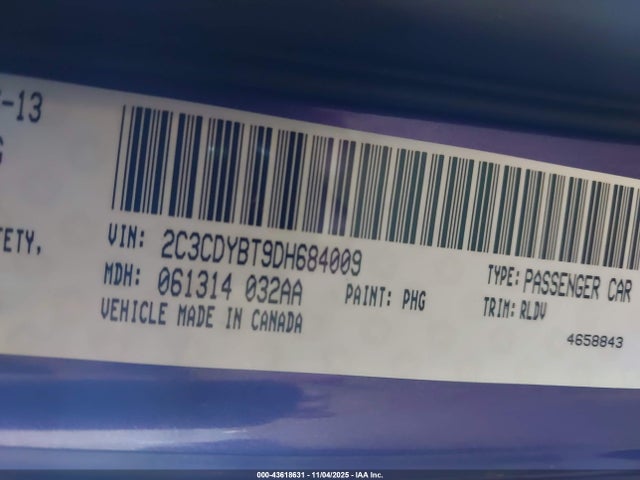 -13
VIN: 2C3CDYBT9DH684009
TYPE: PASSENGER CAR
MDH: 061314 032AA
PAINT: PHG
TRIM: RLDV
VEHICLE MADE IN CANADA
4658843
000-43618631 - 11/04/2025 - IAA Inc.